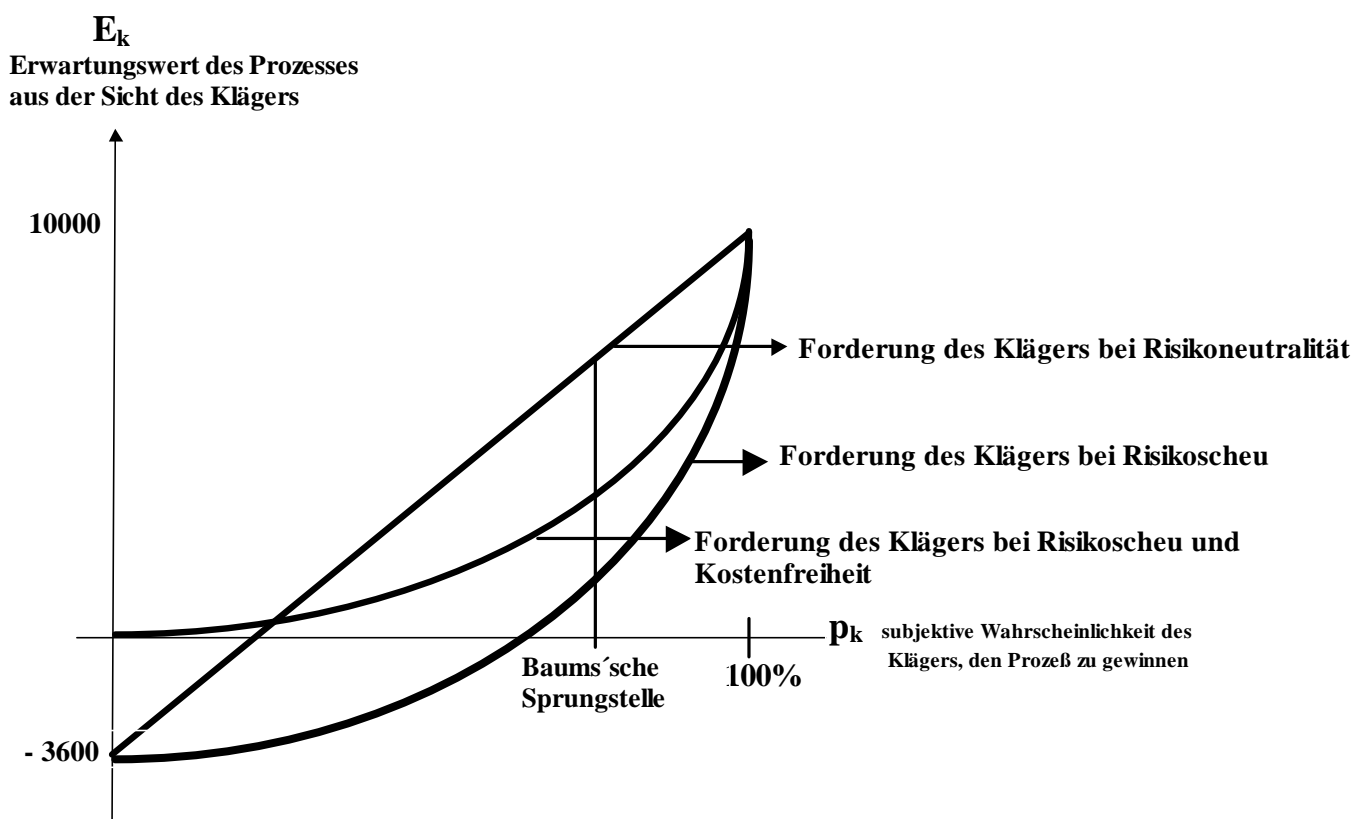 E_k
Erwartungswert des Prozesses
aus der Sicht des Klägers
10000
Forderung des Klägers bei Risikoneutralität
Forderung des Klägers bei Risikoscheu
Forderung des Klägers bei Risikoscheu und
Kostenfreiheit
p_k subjektive Wahrscheinlichkeit des
Klägers, den Prozeß zu gewinnen
Baums´sche
Sprungstelle
100%
- 3600